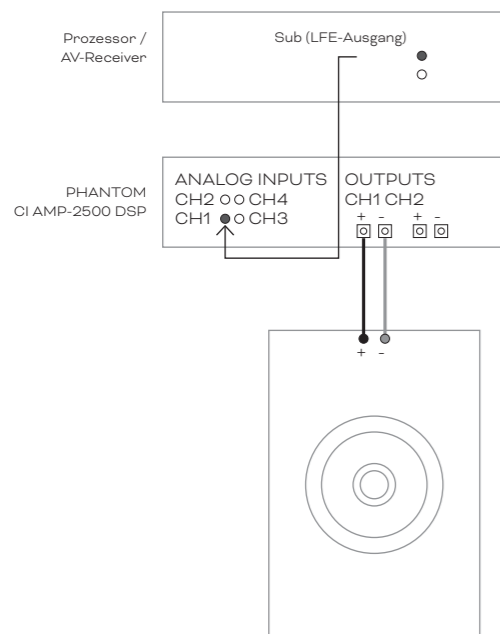 Prozessor /
AV-Receiver
Sub (LFE-Ausgang)
PHANTOM
CI AMP-2500 DSP
ANALOG INPUTS
CH2 CH4
CH1 CH3
OUTPUTS
CH1 CH2
+ - + -
+ -